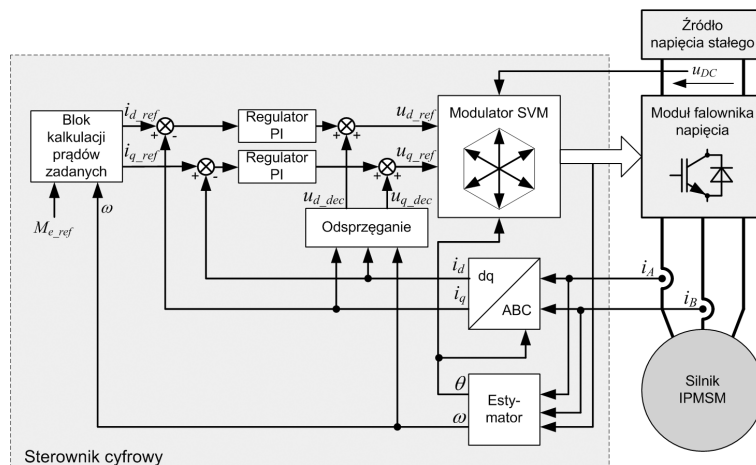 Źródło
napięcia stałego
u_DC
Blok
kalkulacji
prądów
zadanych
i_d_ref
i_q_ref
+
-
+
-
Regulator
PI
Regulator
PI
+
+
+
+
u_d_ref
u_q_ref
Modulator SVM
Moduł falownika
napięcia
M_e_ref
ω
u_d_dec
u_q_dec
Odsprzęganie
i_d
i_q
dq
ABC
i_A
i_B
θ
ω
Esty-
mator
Silnik
IPMSM
Sterownik cyfrowy